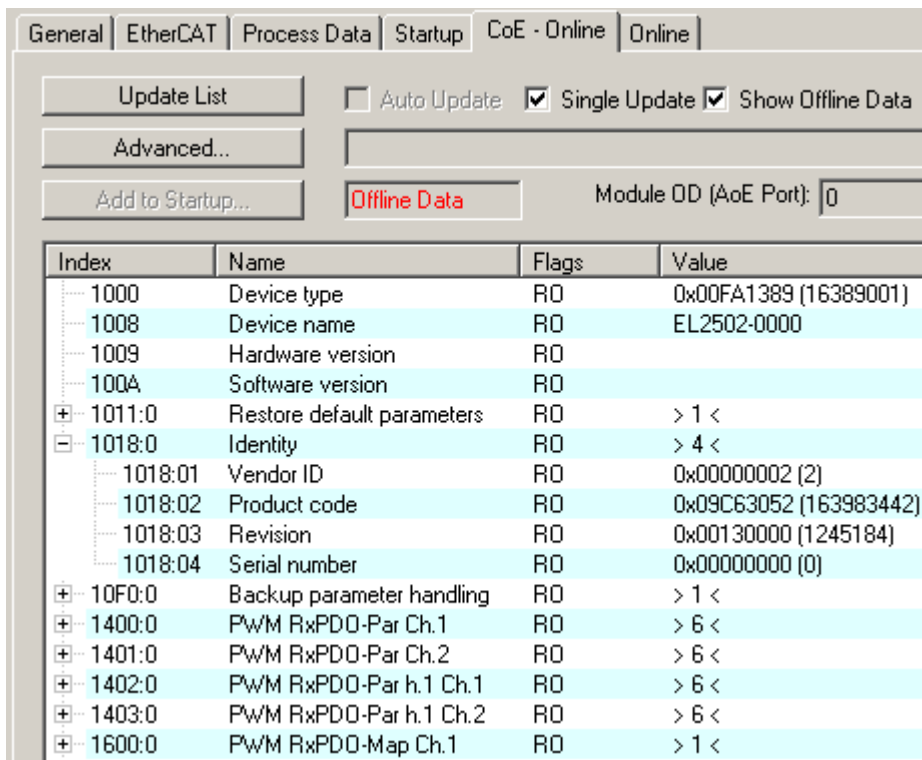 General EtherCAT Process Data Startup CoE - Online Online
Update List Auto Update Single Update Show Offline Data
Advanced...
Add to Startup... Offline Data Module OD (AoE Port): 0
Index Name Flags Value
1000 Device type RO 0x00FA1389 (16389001)
1008 Device name RO EL2502-0000
1009 Hardware version RO
100A Software version RO
1011:0 Restore default parameters RO > 1 <
1018:0 Identity RO > 4 <
1018:01 Vendor ID RO 0x00000002 (2)
1018:02 Product code RO 0x09C63052 (163983442)
1018:03 Revision RO 0x00130000 (1245184)
1018:04 Serial number RO 0x00000000 (0)
10F0:0 Backup parameter handling RO > 1 <
1400:0 PWM RxPDO-Par Ch.1 RO > 6 <
1401:0 PWM RxPDO-Par Ch.2 RO > 6 <
1402:0 PWM RxPDO-Par h.1 Ch.1 RO > 6 <
1403:0 PWM RxPDO-Par h.1 Ch.2 RO > 6 <
1600:0 PWM RxPDO-Map Ch.1 RO > 1 <